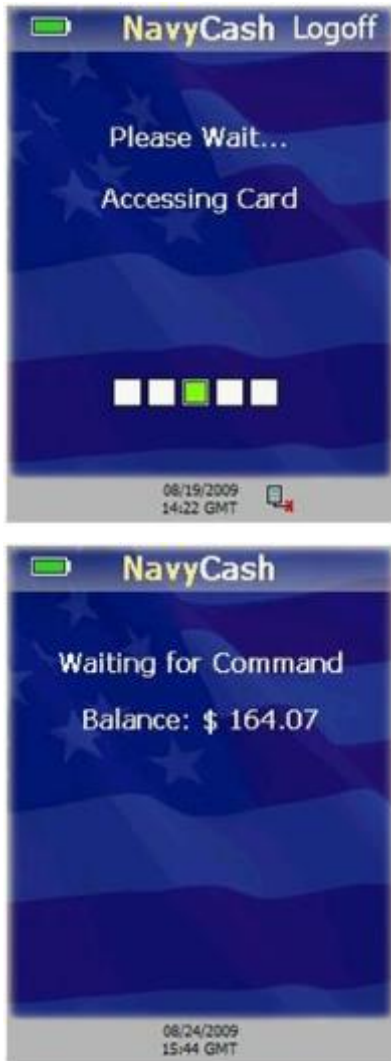 NavyCash Logoff
Please Wait...
Accessing Card
08/19/2009
14:22 GMT
NavyCash
Waiting for Command
Balance: $ 164.07
08/24/2009
15:44 GMT